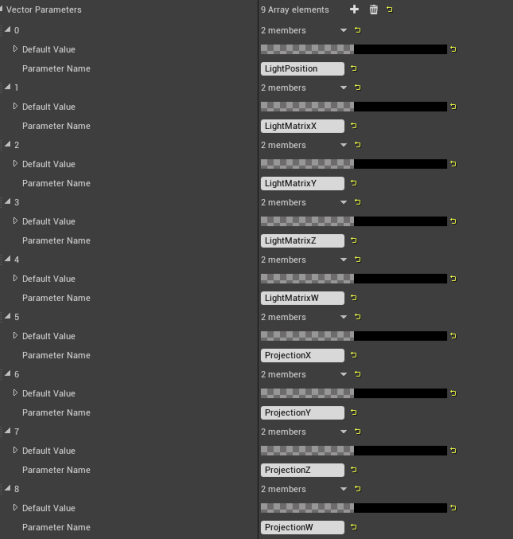 Vector Parameters 9 Array elements
0 2 members
Default Value
Parameter Name LightPosition
1 2 members
Default Value
Parameter Name LightMatrixX
2 2 members
Default Value
Parameter Name LightMatrixY
3 2 members
Default Value
Parameter Name LightMatrixZ
4 2 members
Default Value
Parameter Name LightMatrixW
5 2 members
Default Value
Parameter Name ProjectionX
6 2 members
Default Value
Parameter Name ProjectionY
7 2 members
Default Value
Parameter Name ProjectionZ
8 2 members
Default Value
Parameter Name ProjectionW